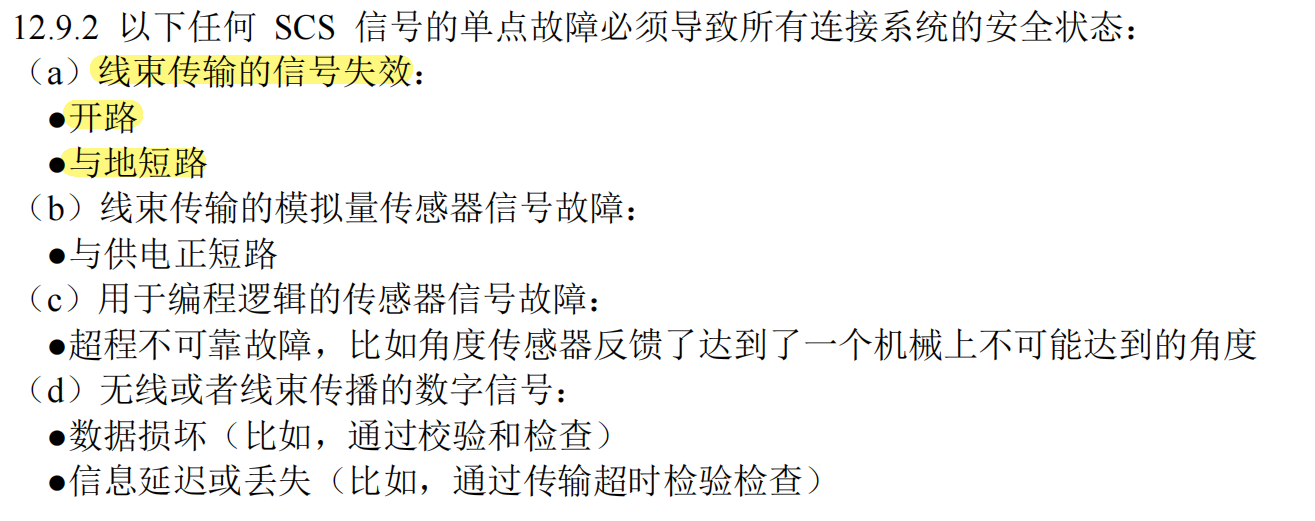 12.9.2 以下任何 SCS 信号的单点故障必须导致所有连接系统的安全状态：
（a）线束传输的信号失效：
●开路
●与地短路
（b）线束传输的模拟量传感器信号故障：
●与供电正短路
（c）用于编程逻辑的传感器信号故障：
●超程不可靠故障，比如角度传感器反馈了达到了一个机械上不可能达到的角度
（d）无线或者线束传播的数字信号：
●数据损坏（比如，通过校验和检查）
●信息延迟或丢失（比如，通过传输超时检验检查）